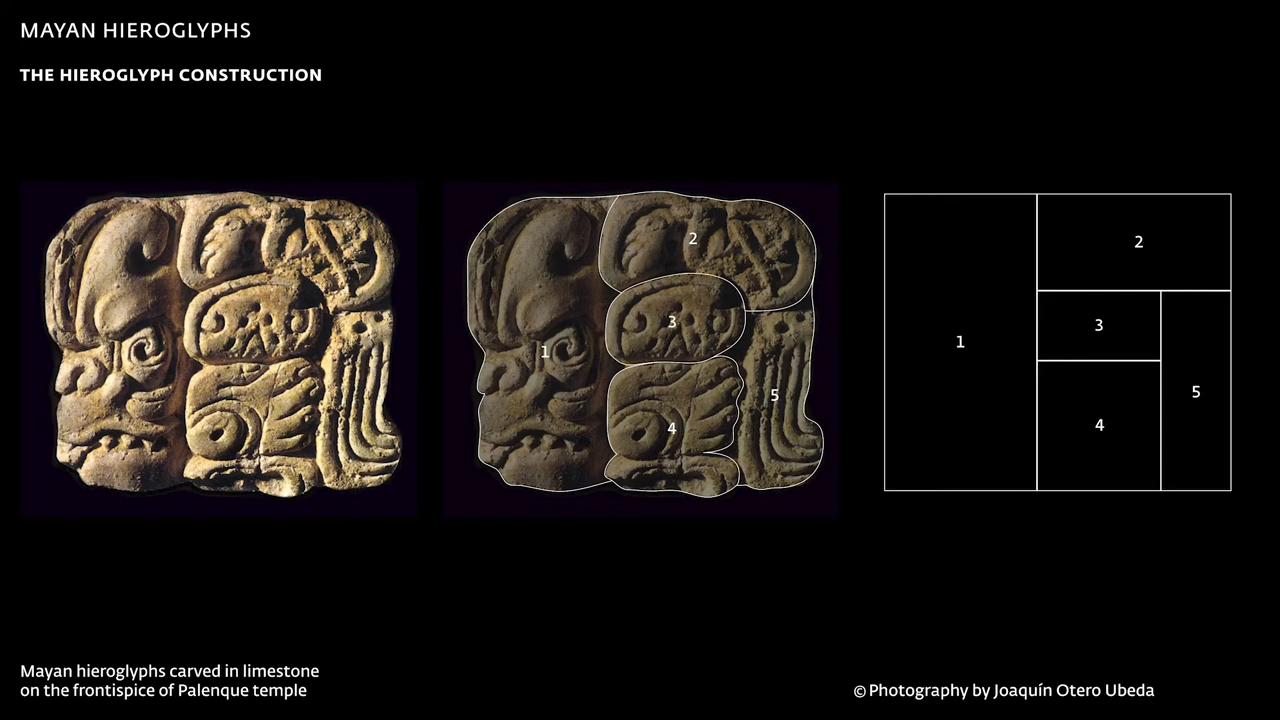 MAYAN HIEROGLYPHS
THE HIEROGLYPH CONSTRUCTION
1
2
3
4
5
1
2
3
4
5
Mayan hieroglyphs carved in limestone
on the frontispice of Palenque temple
© Photography by Joaquín Otero Ubeda